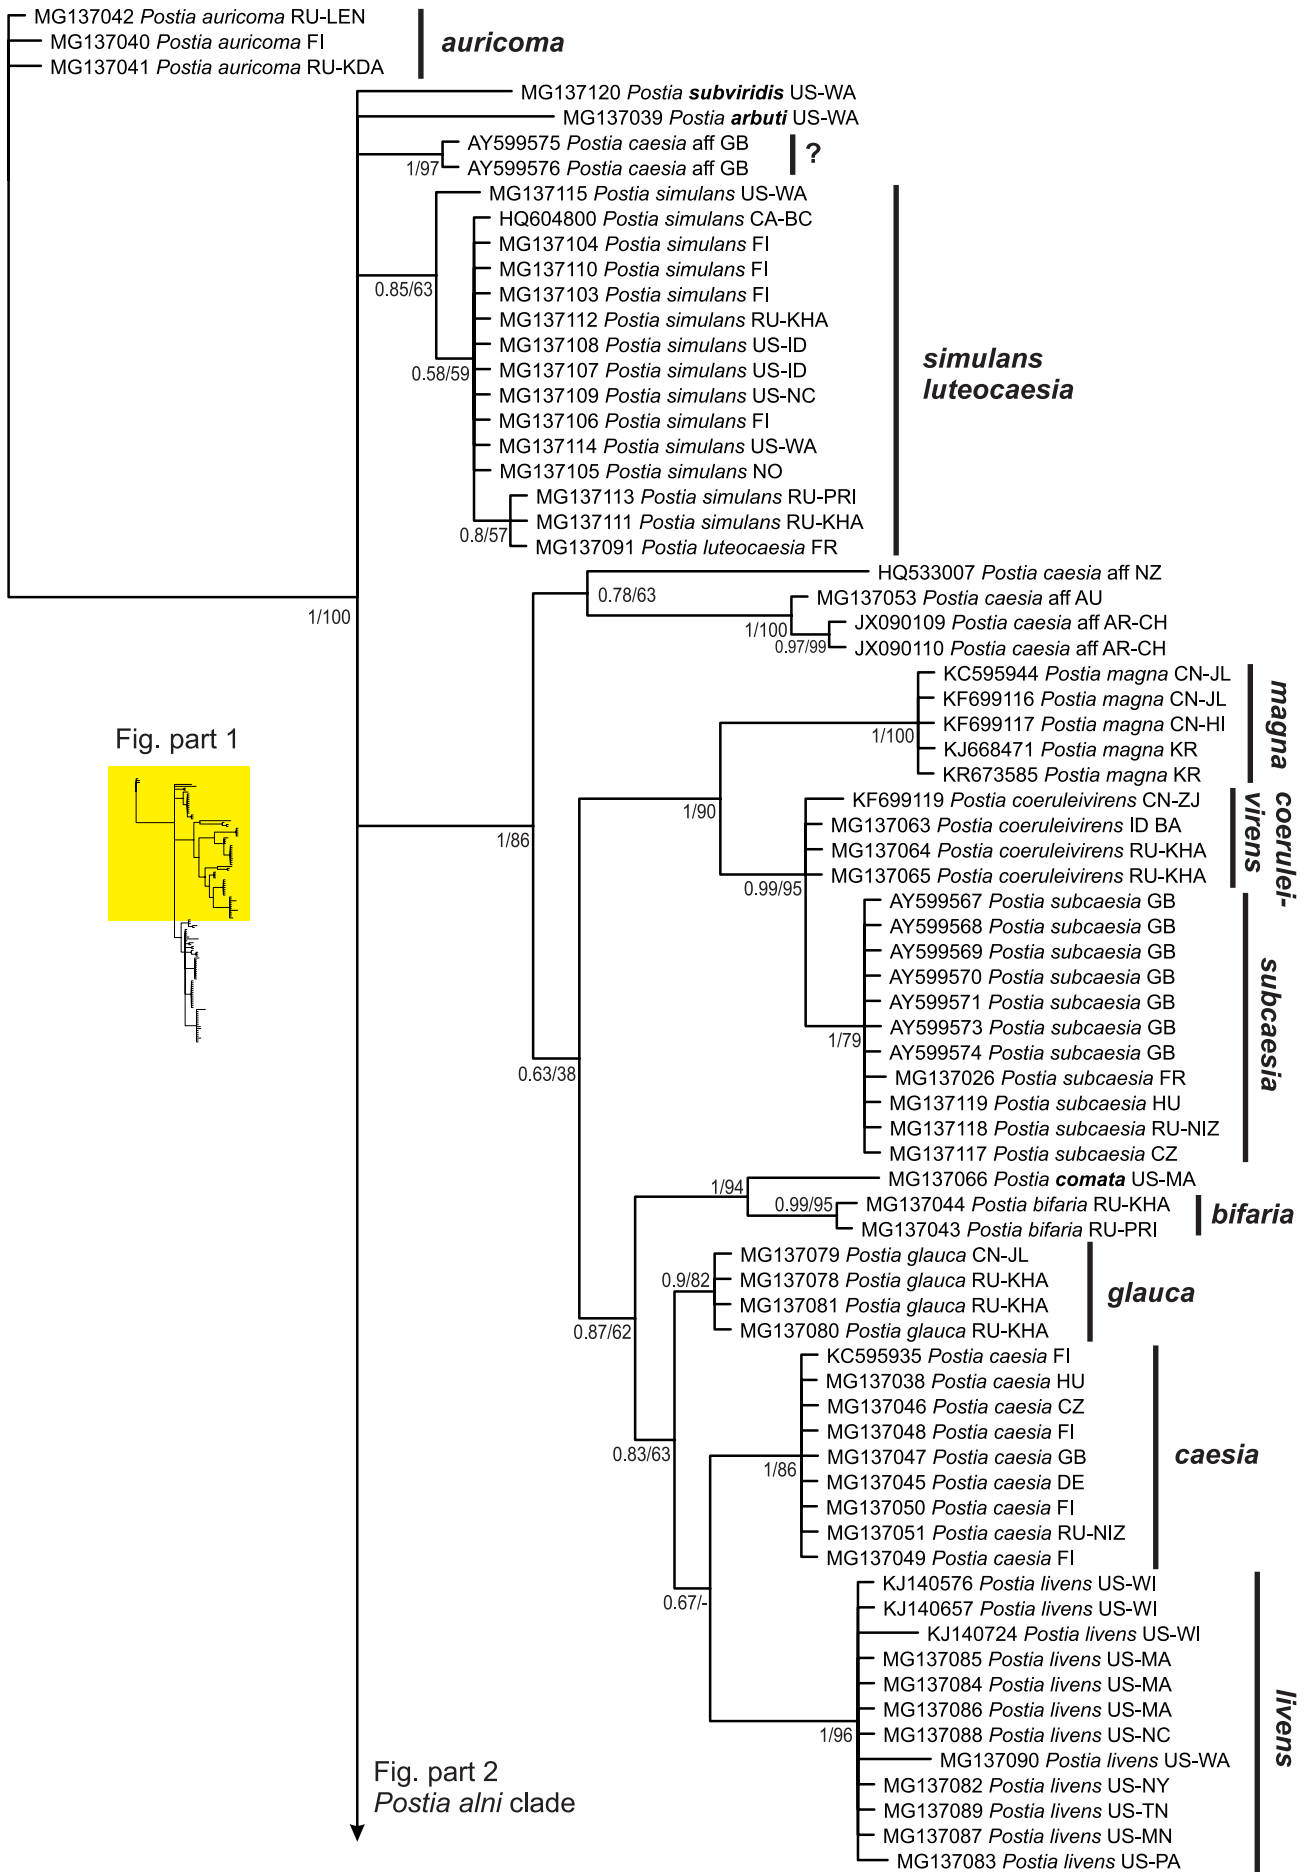 MG137042 Postia auricoma RU-LEN
MG137040 Postia auricoma FI
MG137041 Postia auricoma RU-KDA
auricoma
MG137120 Postia subviridis US-WA
MG137039 Postia arbuti US-WA
AY599575 Postia caesia aff GB
AY599576 Postia caesia aff GB
1/97
?
MG137115 Postia simulans US-WA
HQ604800 Postia simulans CA-BC
MG137104 Postia simulans FI
MG137110 Postia simulans FI
0.85/63
MG137103 Postia simulans FI
MG137112 Postia simulans RU-KHA
MG137108 Postia simulans US-ID
MG137107 Postia simulans US-ID
0.58/59
MG137109 Postia simulans US-NC
MG137106 Postia simulans FI
MG137114 Postia simulans US-WA
MG137105 Postia simulans NO
MG137113 Postia simulans RU-PRI
MG137111 Postia simulans RU-KHA
0.8/57
MG137091 Postia luteocaesia FR
simulans
luteocaesia
HQ533007 Postia caesia aff NZ
0.78/63
MG137053 Postia caesia aff AU
1/100
JX090109 Postia caesia aff AR-CH
1/100
0.97/99
JX090110 Postia caesia aff AR-CH
KC595944 Postia magna CN-JL
KF699116 Postia magna CN-JL
KF699117 Postia magna CN-HI
1/100
KJ668471 Postia magna KR
KR673585 Postia magna KR
magna
Fig. part 1
1/90
KF699119 Postia coeruleivirens CN-ZJ
MG137063 Postia coeruleivirens ID BA
1/86
MG137064 Postia coeruleivirens RU-KHA
MG137065 Postia coeruleivirens RU-KHA
0.99/95
coerulei-
virens
AY599567 Postia subcaesia GB
AY599568 Postia subcaesia GB
AY599569 Postia subcaesia GB
AY599570 Postia subcaesia GB
AY599571 Postia subcaesia GB
AY599573 Postia subcaesia GB
1/79
AY599574 Postia subcaesia GB
0.63/38
MG137026 Postia subcaesia FR
MG137119 Postia subcaesia HU
MG137118 Postia subcaesia RU-NIZ
MG137117 Postia subcaesia CZ
subcaesia
MG137066 Postia comata US-MA
1/94
0.99/95
MG137044 Postia bifaria RU-KHA
MG137043 Postia bifaria RU-PRI
bifaria
MG137079 Postia glauca CN-JL
0.9/82
MG137078 Postia glauca RU-KHA
MG137081 Postia glauca RU-KHA
0.87/62
MG137080 Postia glauca RU-KHA
glauca
KC595935 Postia caesia FI
MG137038 Postia caesia HU
MG137046 Postia caesia CZ
MG137048 Postia caesia FI
0.83/63
MG137047 Postia caesia GB
1/86
MG137045 Postia caesia DE
MG137050 Postia caesia FI
MG137051 Postia caesia RU-NIZ
MG137049 Postia caesia FI
caesia
0.67/-
KJ140576 Postia livens US-WI
KJ140657 Postia livens US-WI
KJ140724 Postia livens US-WI
MG137085 Postia livens US-MA
MG137084 Postia livens US-MA
MG137086 Postia livens US-MA
MG137088 Postia livens US-NC
1/96
MG137090 Postia livens US-WA
MG137082 Postia livens US-NY
MG137089 Postia livens US-TN
MG137087 Postia livens US-MN
MG137083 Postia livens US-PA
livens
Fig. part 2
Postia alni clade